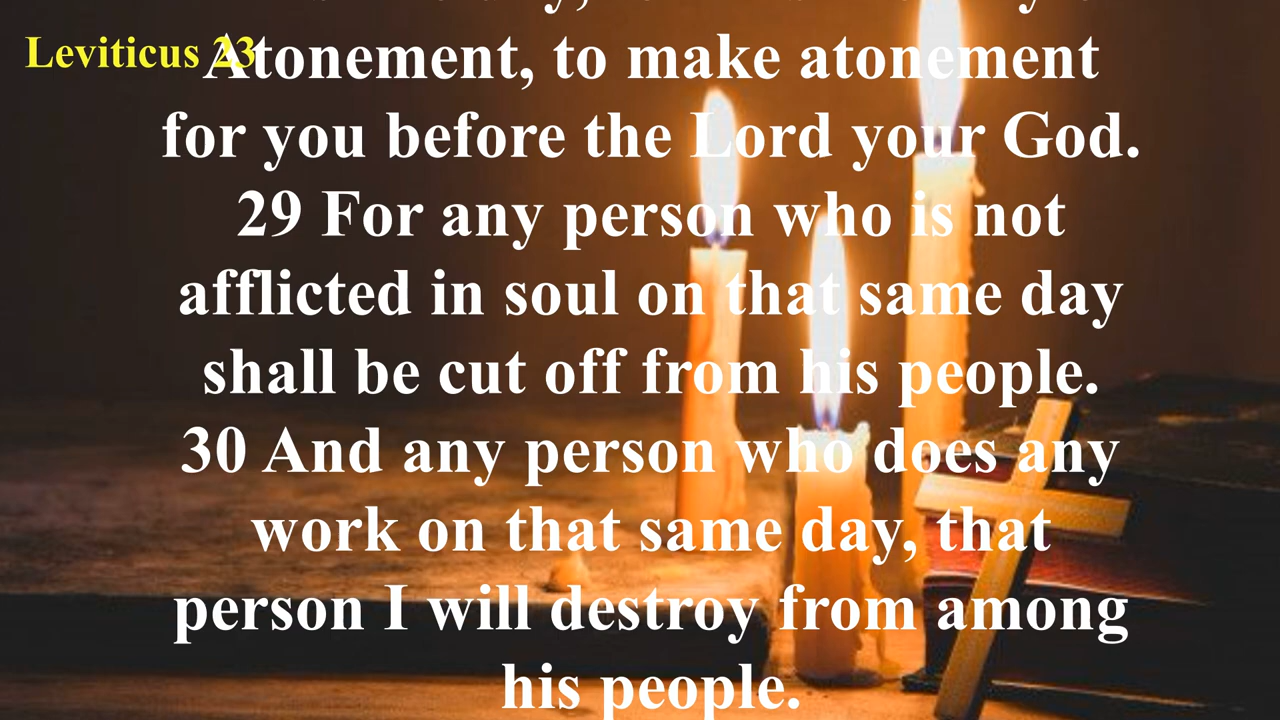 Leviticus 23
Atonement, to make atonement
for you before the Lord your God.
29 For any person who is not
afflicted in soul on that same day
shall be cut off from his people.
30 And any person who does any
work on that same day, that
person I will destroy from among
his people.